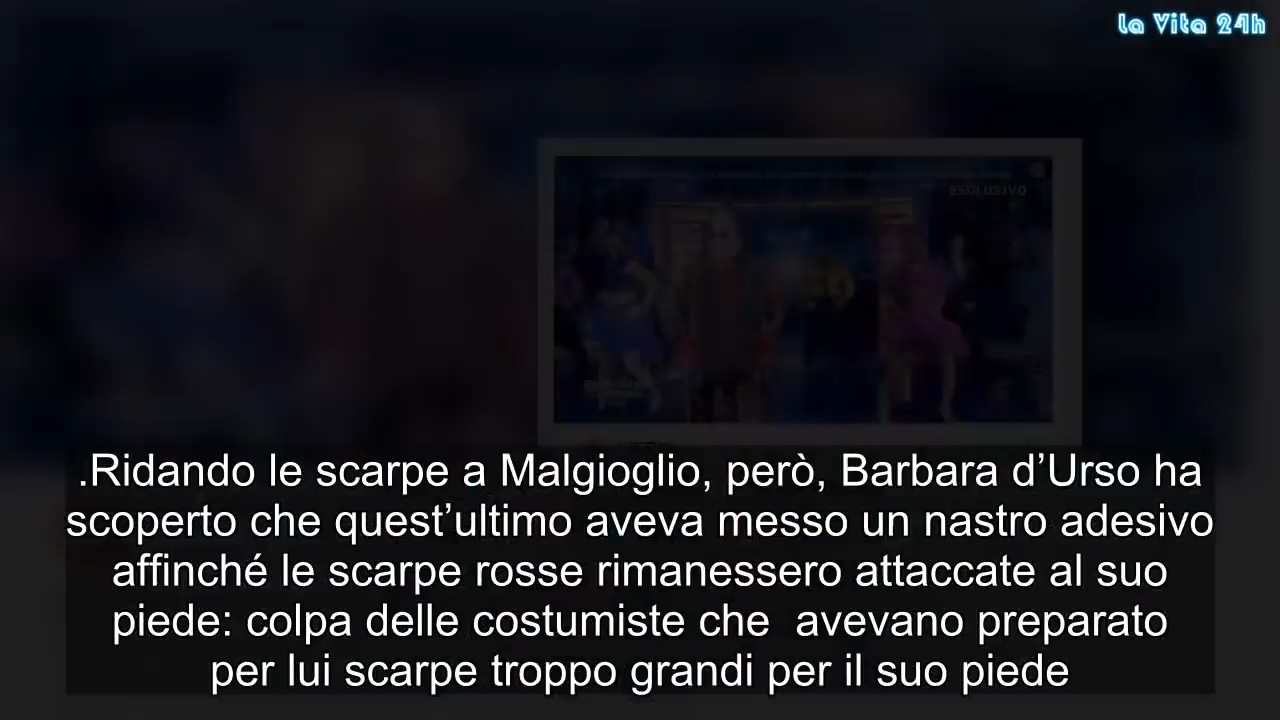 La Vita 24h
ESCLUSIVO
.Ridando le scarpe a Malgioglio, però, Barbara d’Urso ha
scoperto che quest’ultimo aveva messo un nastro adesivo
affinché le scarpe rosse rimanessero attaccate al suo
piede: colpa delle costumiste che  avevano preparato
per lui scarpe troppo grandi per il suo piede